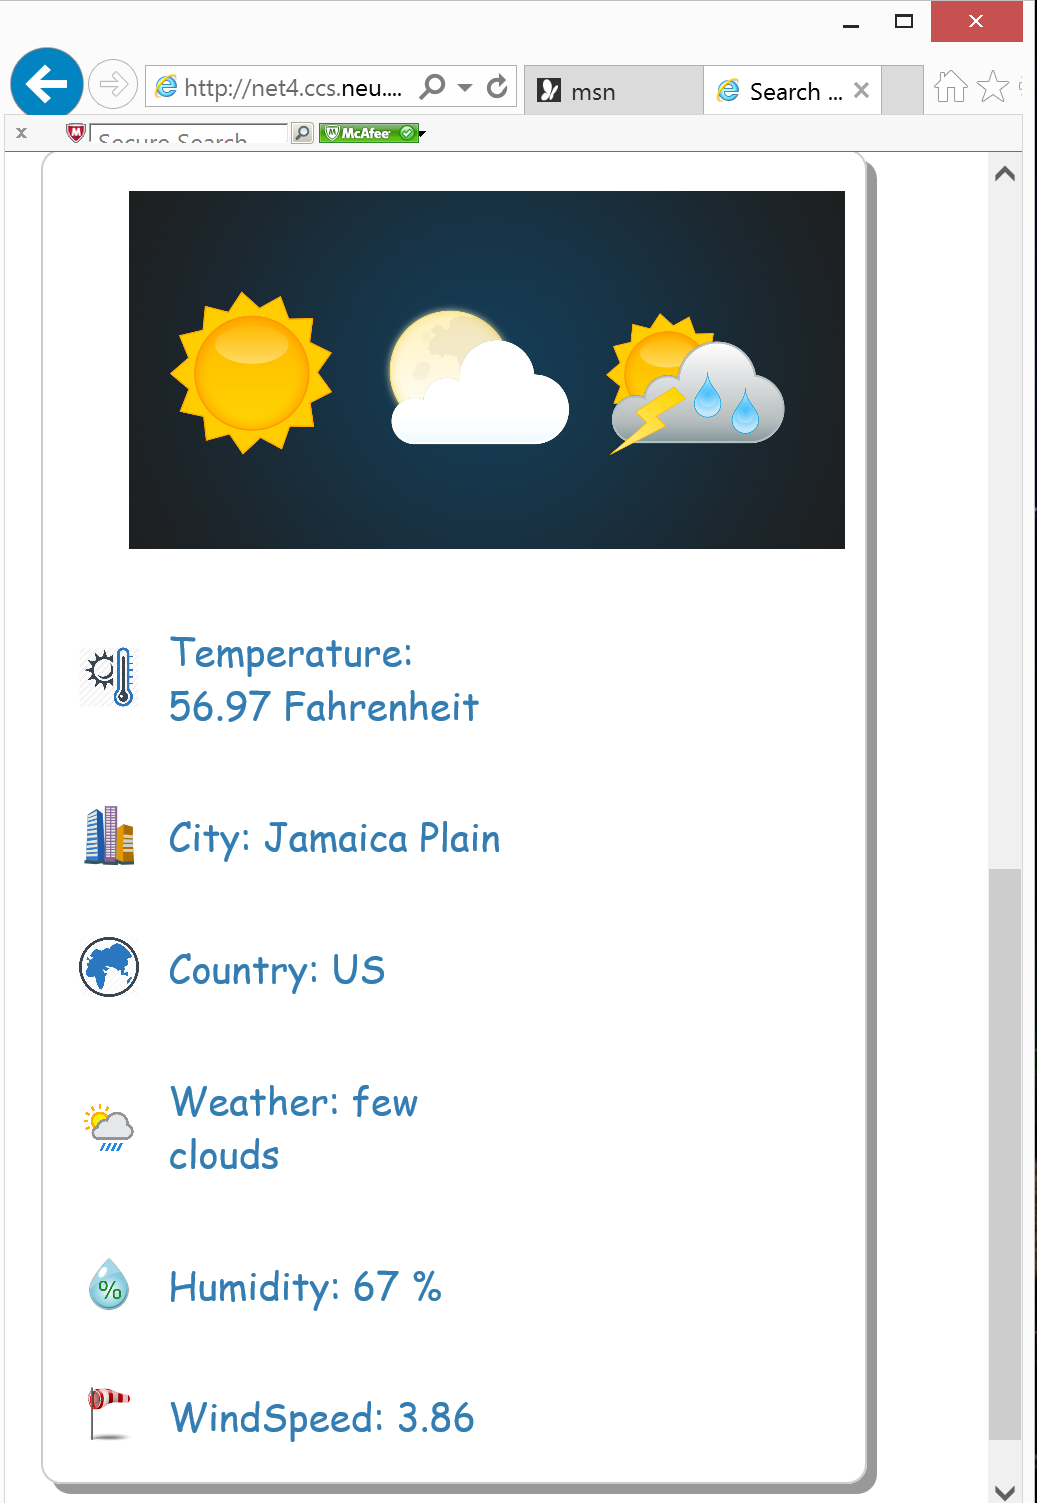 http://net4.ccs.neu....
msn
Search ...
x
Secure Search
McAfee
Temperature:
56.97 Fahrenheit
City: Jamaica Plain
Country: US
Weather: few
clouds
%
Humidity: 67 %
WindSpeed: 3.86